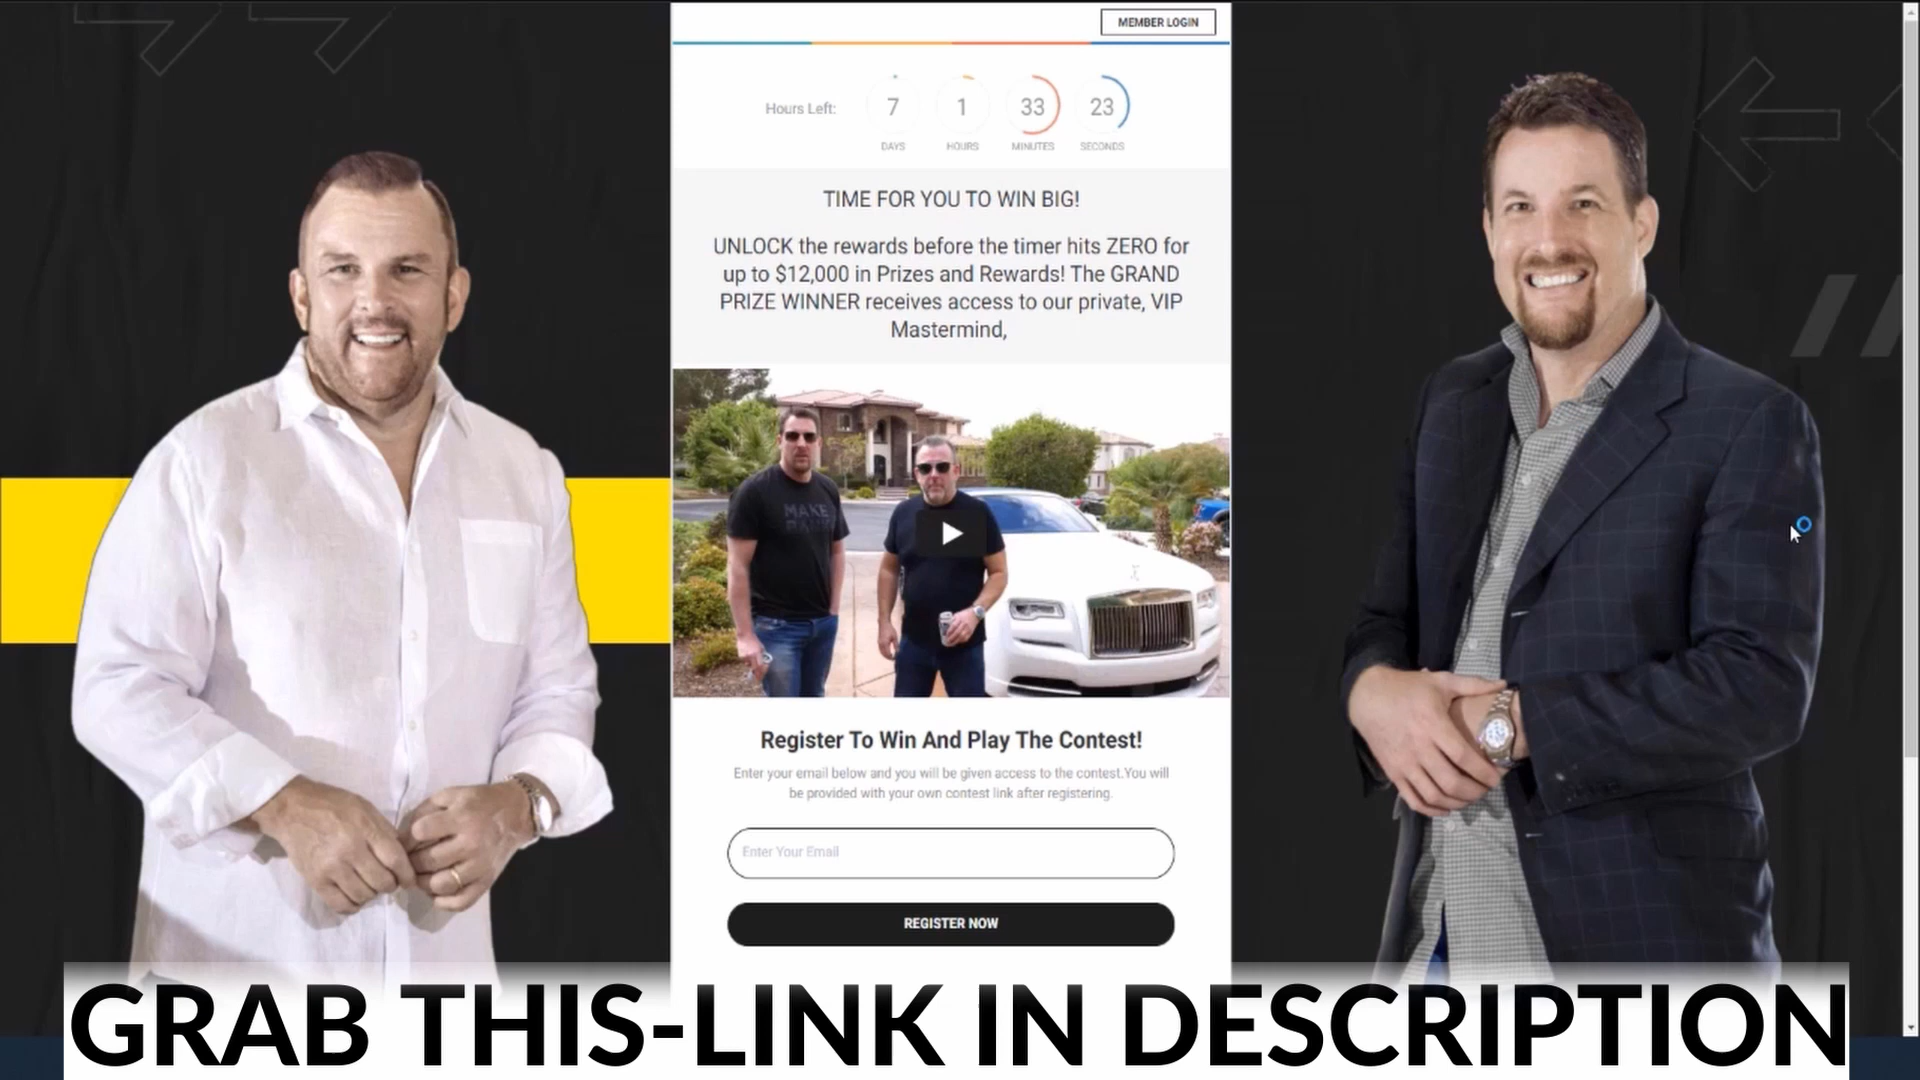 MEMBER LOGIN
Hours Left:
7
1
33
23
DAYS
HOURS
MINUTES
SECONDS
TIME FOR YOU TO WIN BIG!
UNLOCK the rewards before the timer hits ZERO for
up to $12,000 in Prizes and Rewards! The GRAND
PRIZE WINNER receives access to our private, VIP
Mastermind,
MAKE
Register To Win And Play The Contest!
Enter your email below and you will be given access to the contest.You will
be provided with your own contest link after registering.
Enter Your Email
REGISTER NOW
GRAB THIS-LINK IN DESCRIPTION